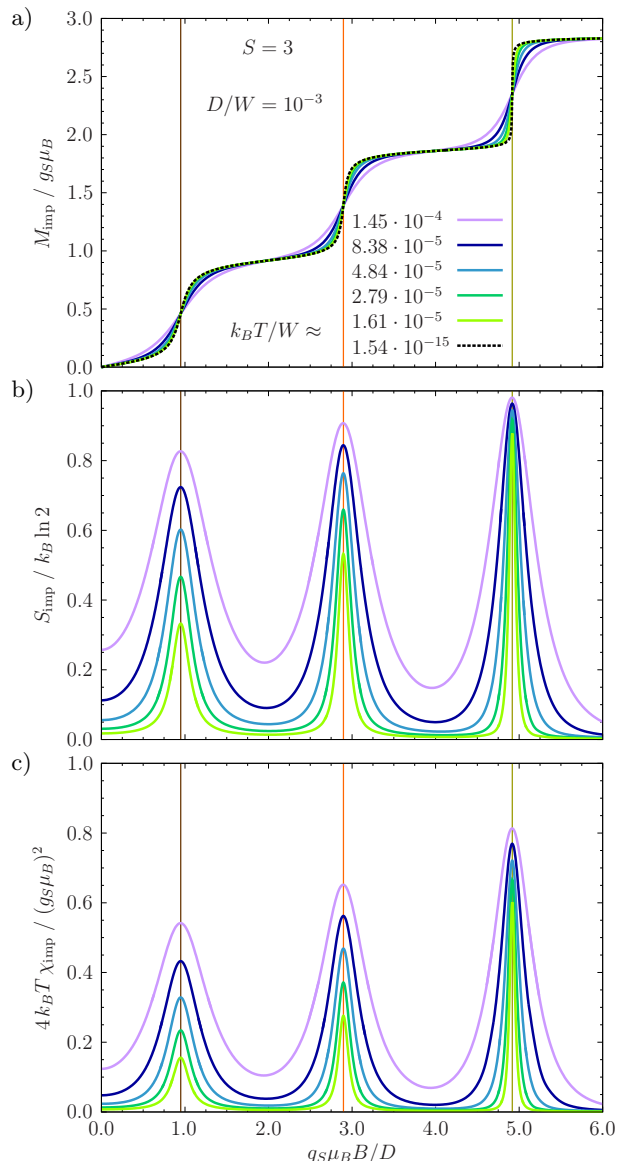 a)
3.0
2.5
2.0
1.5
1.0
0.5
0.0
M_imp / g_S μ_B
S = 3
D/W = 10^−3
k_B T/W ≈
1.45 · 10^−4
8.38 · 10^−5
4.84 · 10^−5
2.79 · 10^−5
1.61 · 10^−5
1.54 · 10^−15
b)
1.0
0.8
0.6
0.4
0.2
0.0
S_imp / k_B ln 2
c)
1.0
0.8
0.6
0.4
0.2
0.0
4 k_B T χ_imp / (g_S μ_B)^2
0.0 1.0 2.0 3.0 4.0 5.0 6.0
g_S μ_B B/D